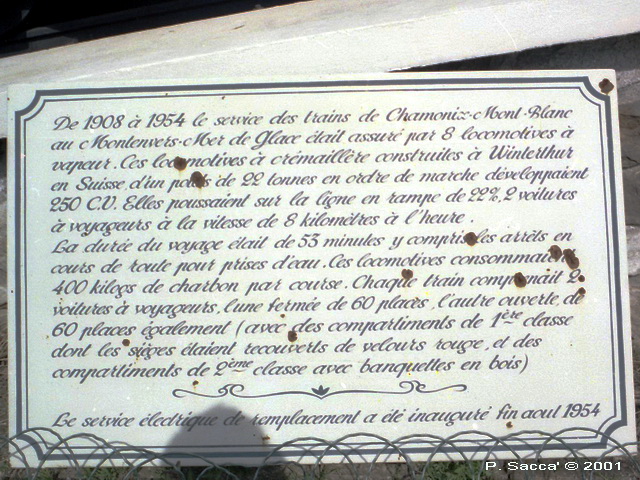 De 1908 à 1954 le service des trains de Chamonix-Mont-Blanc
au Montenvers-Mer de Glace était assuré par 8 locomotives à
vapeur. Ces locomotives à crémaillère construites à Winterthur
en Suisse, d'un poids de 22 tonnes en ordre de marche développaient
250 C.V. Elles poussaient sur la ligne en rampe de 22%, 2 voitures
à voyageurs à la vitesse de 8 kilomètres à l'heure.
La durée du voyage était de 53 minutes y compris les arrêts en
cours de route pour prises d'eau. Ces locomotives consommaient
400 kilogs de charbon par course. Chaque train comprenait 2
voitures à voyageurs, l'une fermée de 60 places, l'autre ouverte, de
60 places également (avec des compartiments de 1ère classe
dont les sièges étaient recouverts de velours rouge, et des
compartiments de 2ème classe avec banquettes en bois)
Le service électrique de remplacement a été inauguré fin aout 1954
P. Sacca' © 2001